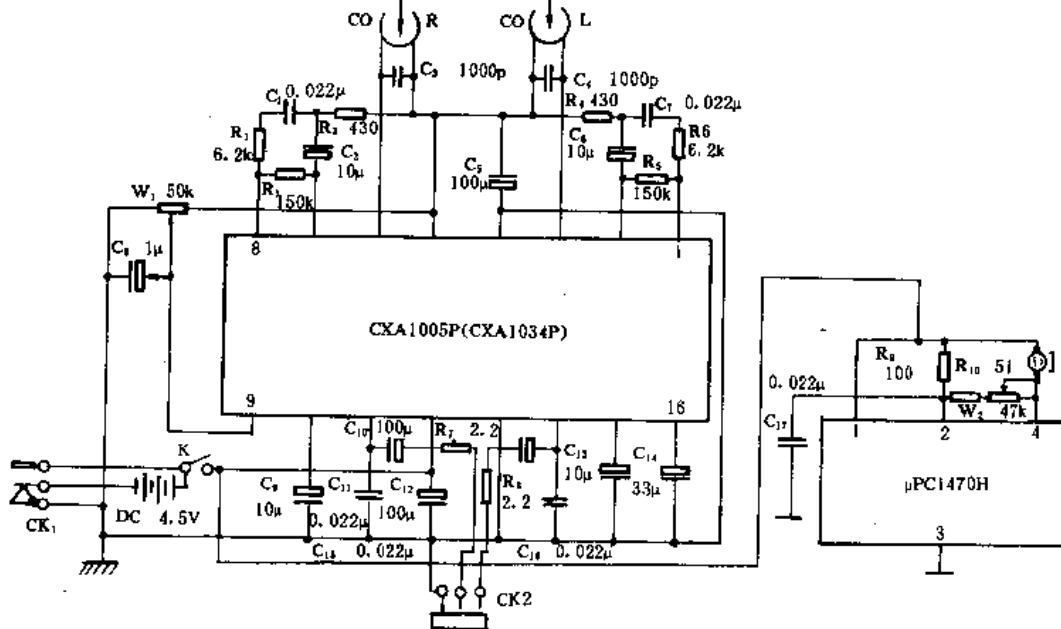 CO R CO L
C₃ 1000p C₄ 1000p
0.022μ R₂ 430 R₄ 430 C₇ 0.022μ
R₁ 6.2k C₂ 10μ C₅ 100μ C₆ 10μ R₅ 150k R6 6.2k
W₁ 50k R₃ 150k
8 1
1μ
CXA1005P(CXA1034P)
9 16
C₁₀ 100μ R₇ 2.2
K
C₉ 10μ C₁₁ 0.022μ C₁₂ 100μ R₈ 2.2 C₁₃ 10μ 33μ C₁₄
CK₁ DC 4.5V
0.022μ C₁₆ 0.022μ
CK2
R₉ 100 R₁₀ 51
0.022μ C₁₇ W₂ 47k
1 2 4
μPC1470H
3